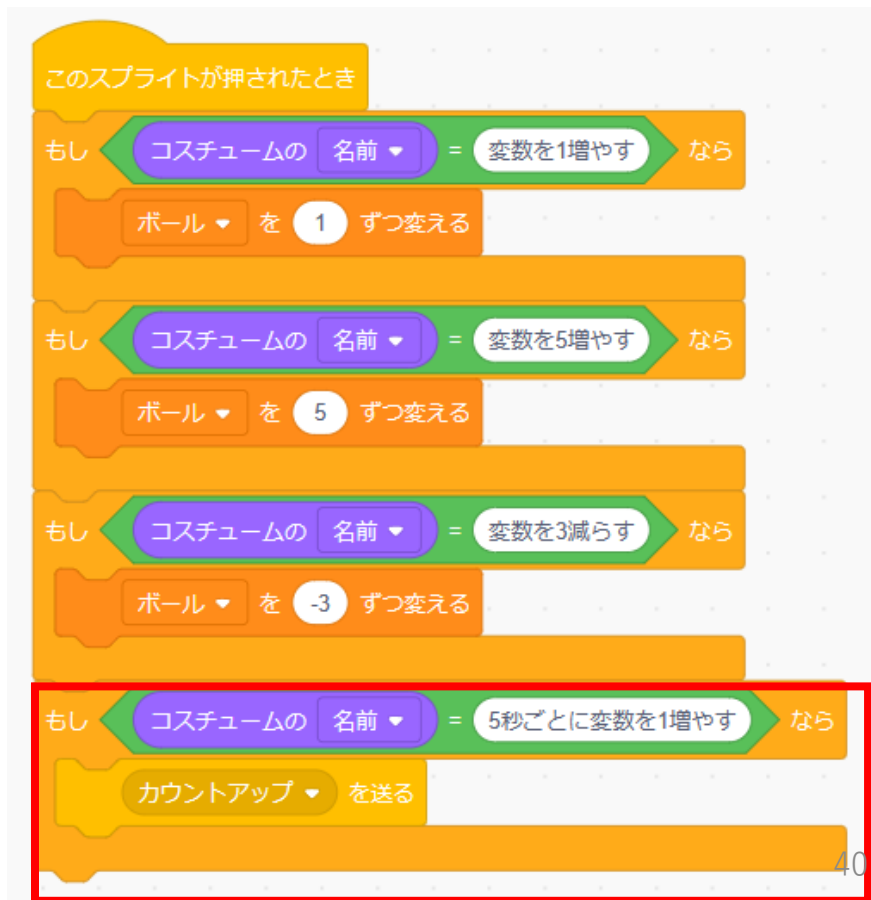 このスプライトが押されたとき
もし コスチュームの 名前 = 変数を1増やす なら
ボール を 1 ずつ変える
もし コスチュームの 名前 = 変数を5増やす なら
ボール を 5 ずつ変える
もし コスチュームの 名前 = 変数を3減らす なら
ボール を -3 ずつ変える
もし コスチュームの 名前 = 5秒ごとに変数を1増やす なら
カウントアップ を送る
40